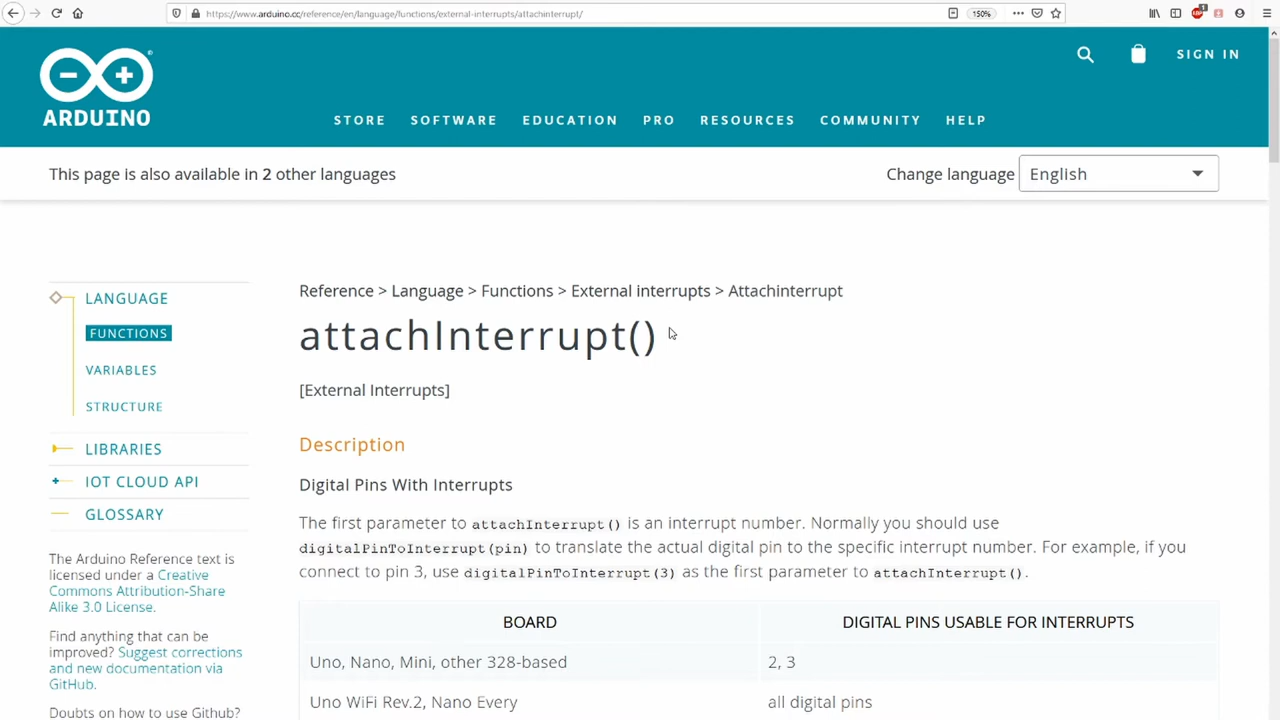 https://www.arduino.cc/reference/en/language/functions/external-interrupts/attachinterrupt/
150%
1
ARDUINO
SIGN IN
STORE SOFTWARE EDUCATION PRO RESOURCES COMMUNITY HELP
This page is also available in 2 other languages
Change language English
LANGUAGE
FUNCTIONS
VARIABLES
STRUCTURE
LIBRARIES
IOT CLOUD API
GLOSSARY
The Arduino Reference text is
licensed under a Creative
Commons Attribution-Share
Alike 3.0 License.
Find anything that can be
improved? Suggest corrections
and new documentation via
GitHub.
Doubts on how to use Github?
Reference > Language > Functions > External interrupts > Attachinterrupt
attachInterrupt()
[External Interrupts]
Description
Digital Pins With Interrupts
The first parameter to attachInterrupt() is an interrupt number. Normally you should use
digitalPinToInterrupt(pin) to translate the actual digital pin to the specific interrupt number. For example, if you
connect to pin 3, use digitalPinToInterrupt(3) as the first parameter to attachInterrupt().
BOARD DIGITAL PINS USABLE FOR INTERRUPTS
Uno, Nano, Mini, other 328-based 2, 3
Uno WiFi Rev.2, Nano Every all digital pins